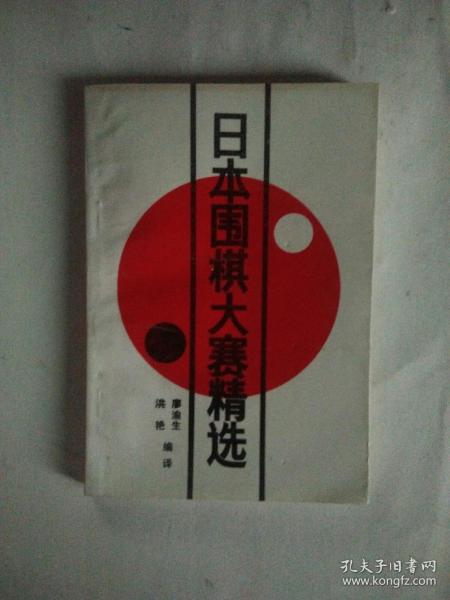 日本围棋大赛精选
廖渝生
洪艳
编译
孔夫子旧书网
www.kongfz.com